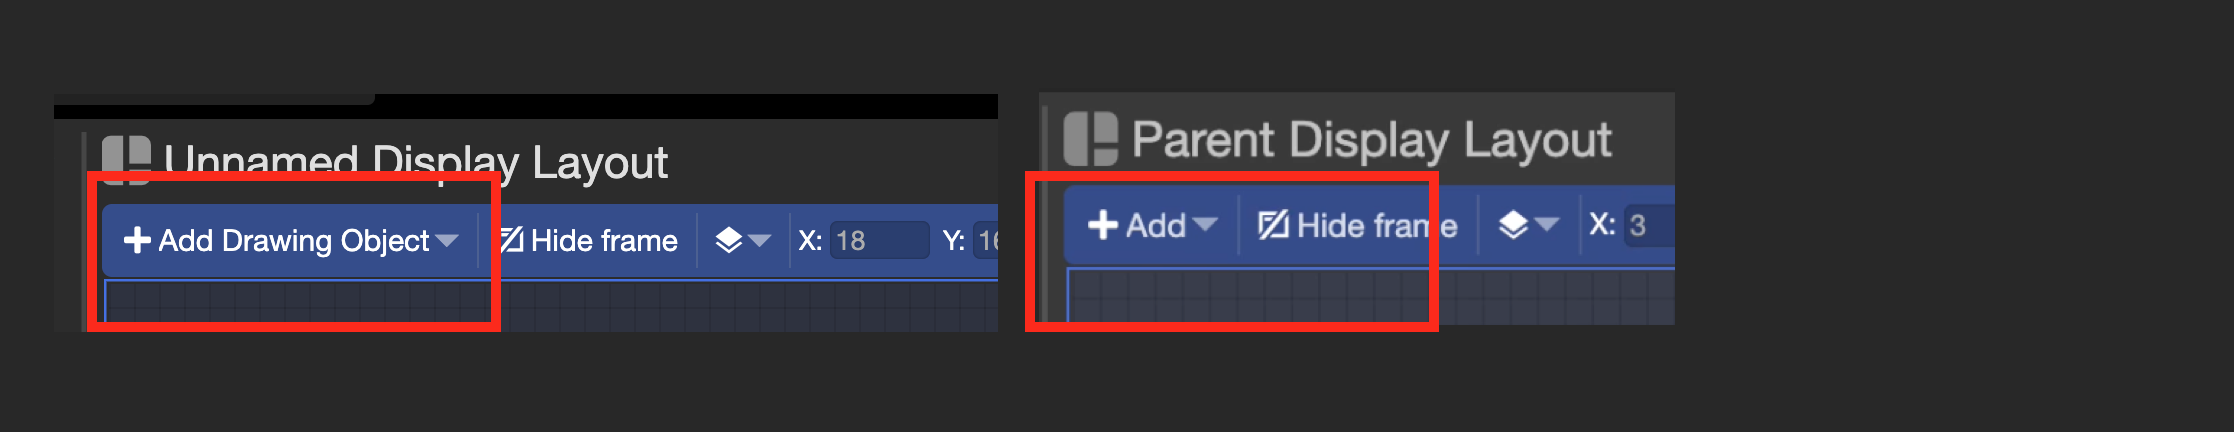 Unnamed Display Layout
Add Drawing Object Hide frame X: 18 Y: 16
Parent Display Layout
Add Hide frame X: 3